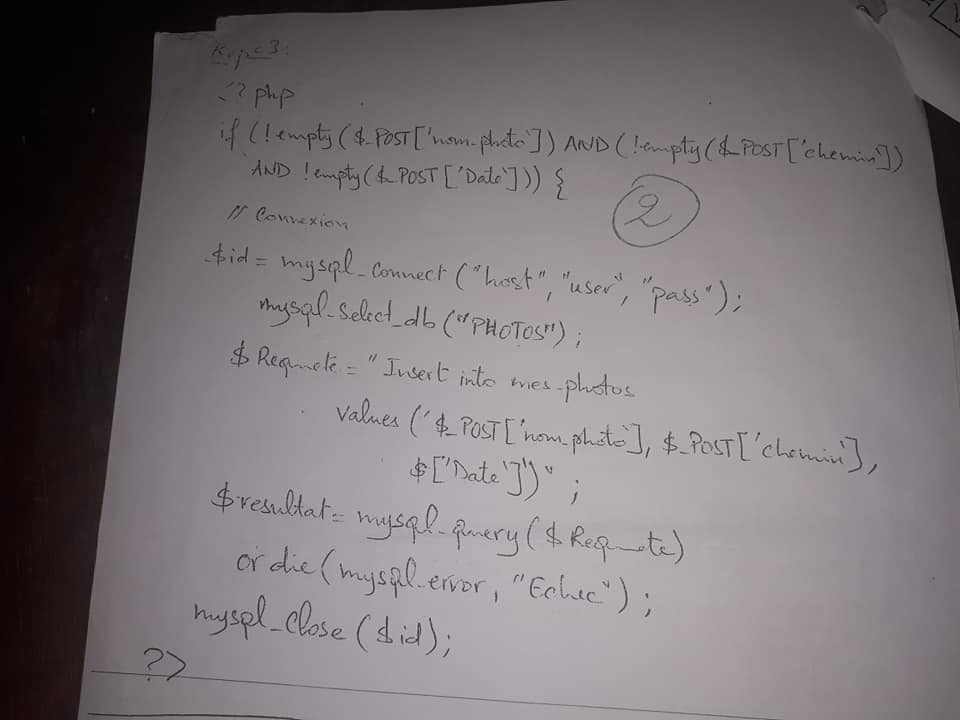 <? php
if (!empty($_POST['nom_photo']) AND (!empty($_POST['chemin'])
AND !empty($_POST['Date'])) {
2
// Connexion
$id = mysql_connect("host", "user", "pass");
mysql_select_db("PHOTOS");
$Requete = "Insert into mes_photos
values ('$_POST['nom_photo'], $_POST['chemin'],
$['Date']')";
$resultat = mysql_query($Requete)
or die(mysql_error, "Echec");
mysql_close($id);
?>